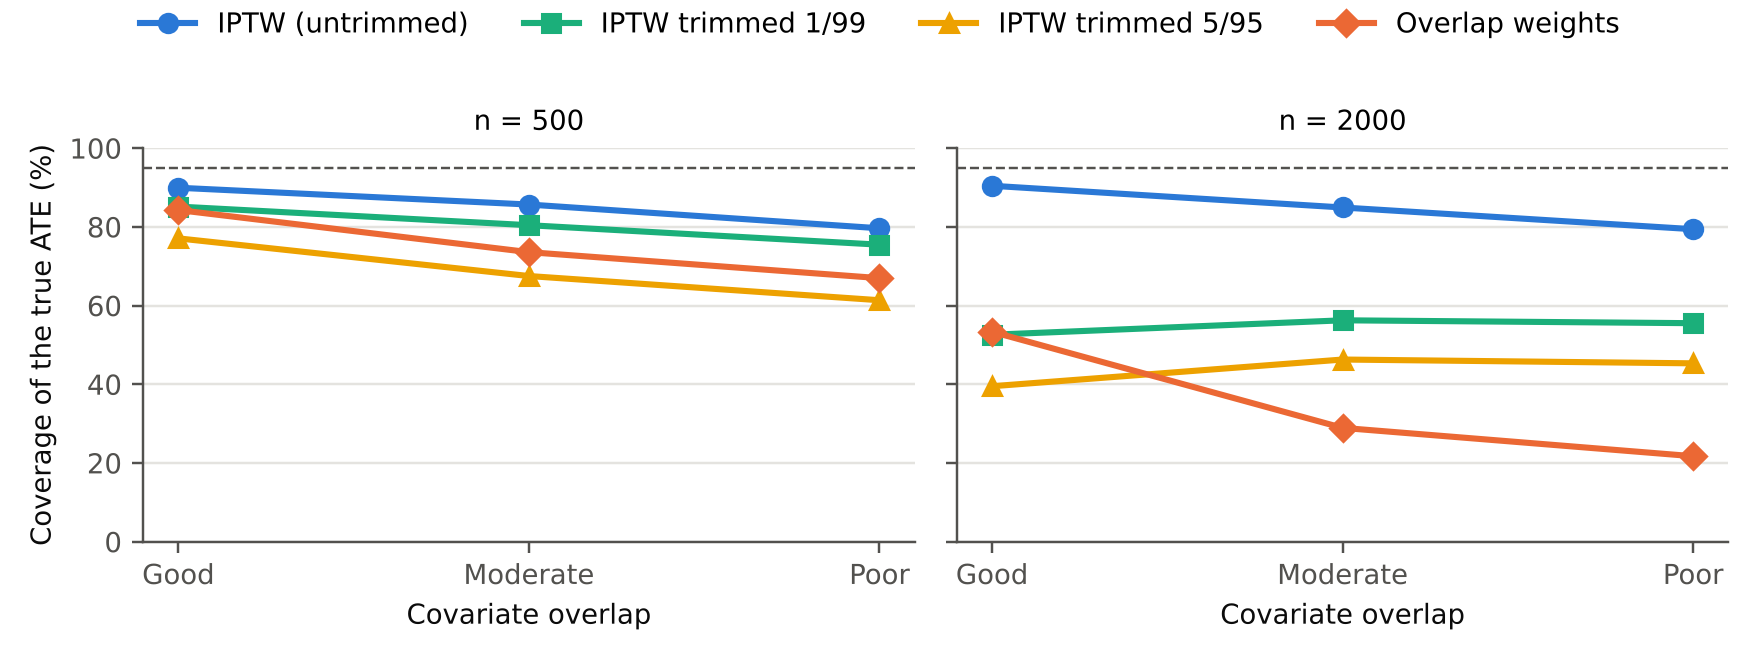 IPTW (untrimmed) IPTW trimmed 1/99 IPTW trimmed 5/95 Overlap weights
n = 500
n = 2000
Coverage of the true ATE (%)
100
80
60
40
20
0
Good Moderate Poor
Good Moderate Poor
Covariate overlap
Covariate overlap